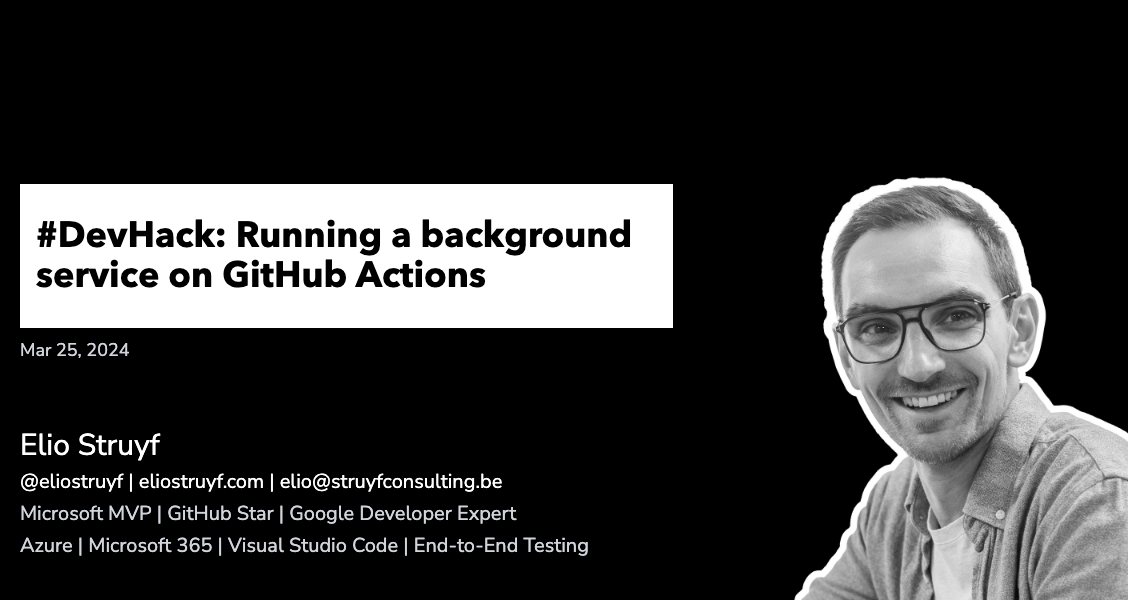 #DevHack: Running a background
service on GitHub Actions
Mar 25, 2024
Elio Struyf
@eliostruyf | eliostruyf.com | elio@struyfconsulting.be
Microsoft MVP | GitHub Star | Google Developer Expert
Azure | Microsoft 365 | Visual Studio Code | End-to-End Testing